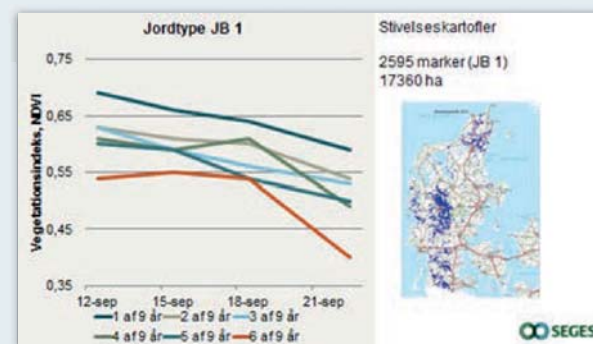 Jordtype JB 1
Vegetationsindeks, NDVI
0,75
0,65
0,55
0,45
0,35
12-sep 15-sep 18-sep 21-sep
1 af 9 år 2 af 9 år 3 af 9 år
4 af 9 år 5 af 9 år 6 af 9 år
Stivelseskartofler
2595 marker (JB 1)
17360 ha
SEGES